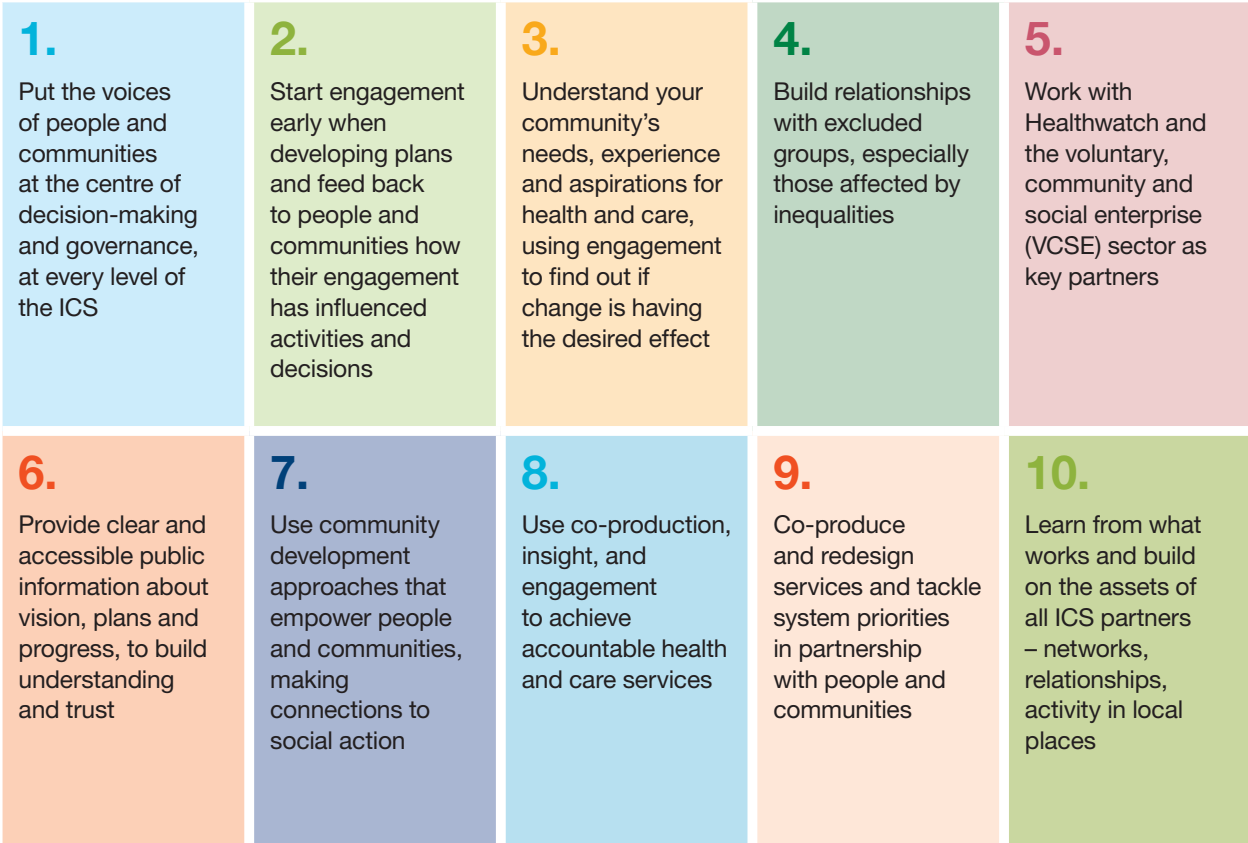 1.
Put the voices
of people and
communities
at the centre of
decision-making
and governance,
at every level of
the ICS
2.
Start engagement
early when
developing plans
and feed back
to people and
communities how
their engagement
has influenced
activities and
decisions
3.
Understand your
community’s
needs, experience
and aspirations for
health and care,
using engagement
to find out if
change is having
the desired effect
4.
Build relationships
with excluded
groups, especially
those affected by
inequalities
5.
Work with
Healthwatch and
the voluntary,
community and
social enterprise
(VCSE) sector as
key partners
6.
Provide clear and
accessible public
information about
vision, plans and
progress, to build
understanding
and trust
7.
Use community
development
approaches that
empower people
and communities,
making
connections to
social action
8.
Use co-production,
insight, and
engagement
to achieve
accountable health
and care services
9.
Co-produce
and redesign
services and tackle
system priorities
in partnership
with people and
communities
10.
Learn from what
works and build
on the assets of
all ICS partners
– networks,
relationships,
activity in local
places